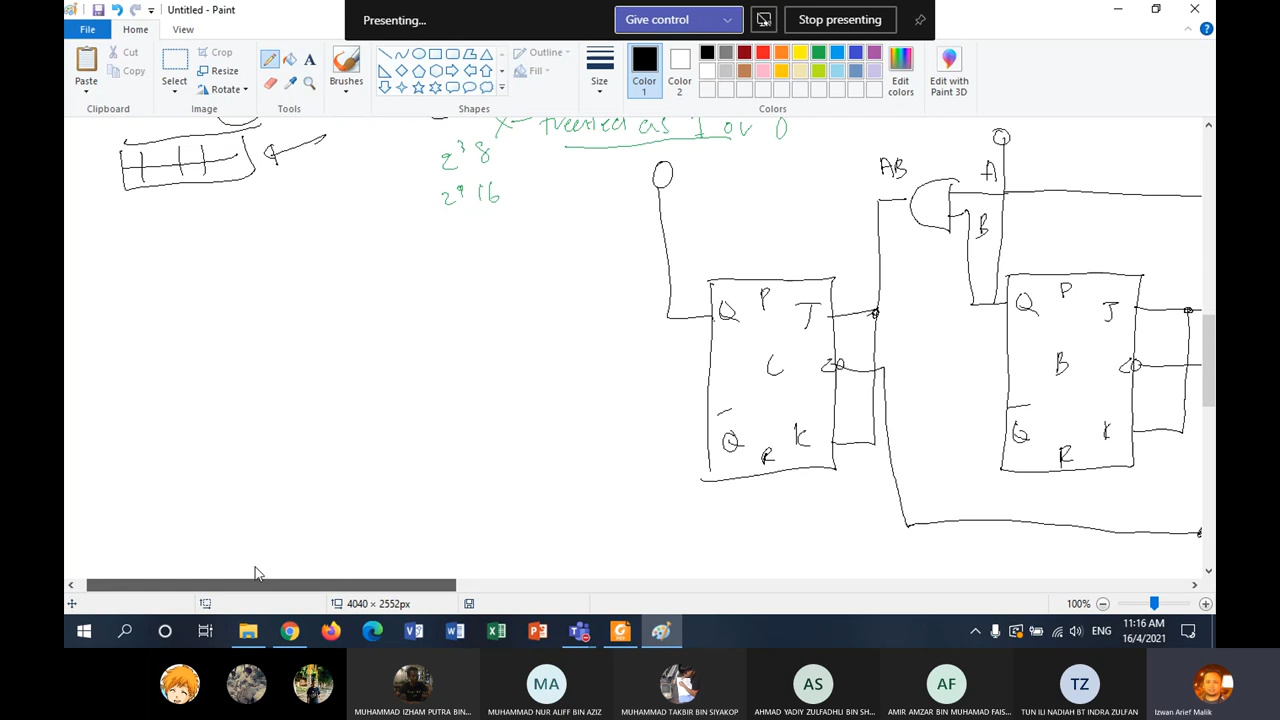 Untitled - Paint
Presenting...
Give control
Stop presenting
File
Home
View
Paste
Cut
Copy
Clipboard
Select
Crop
Resize
Rotate
Image
A
Tools
Brushes
Shapes
Outline
Fill
Size
Color 1
Color 2
Edit colors
Colors
Edit with Paint 3D
X- treated as 1 or 0
2³ 8
2⁴ 16
AB
A
B
Q P J
C
Q̅ R K
Q P J
B
Q̅ R K
4040 × 2552px
100%
ENG
11:16 AM
16/4/2021
MA
AS
AF
TZ
MUHAMMAD IZHAM PUTRA BIN...
MUHAMMAD NUR ALIFF BIN AZIZ
MUHAMMAD TAKBIR BIN SIYAKOP
AHMAD YADIY ZULFADHLI BIN SH...
AMIR AMZAR BIN MUHAMAD FAIS...
TUN ILI NADIAH BT INDRA ZULFAN
Izwan Arief Malik